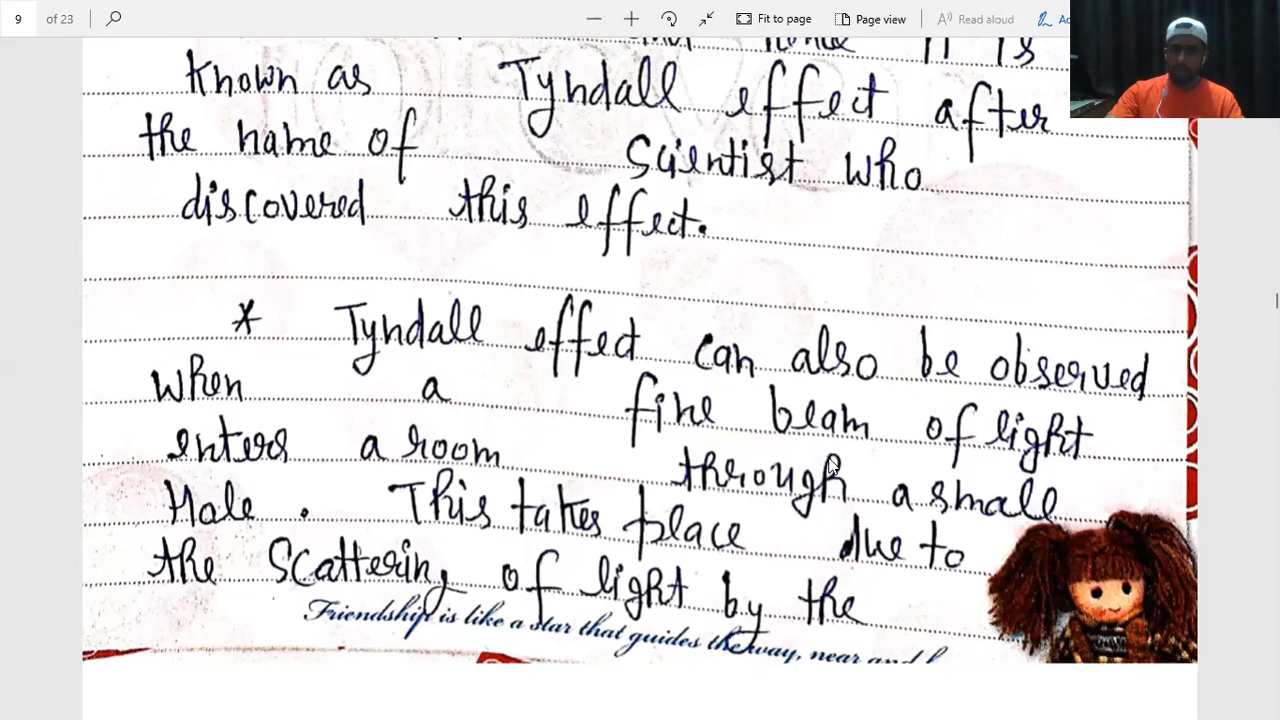 9 of 23
Fit to page
Page view
Read aloud
known as Tyndall effect after
the name of Scientist who
discovered this effect.
* Tyndall effect can also be observed
when a fine beam of light
enters a room through a small
Hole. This takes place due to
the Scattering of light by the
Friendship is like a star that guides the way, near and